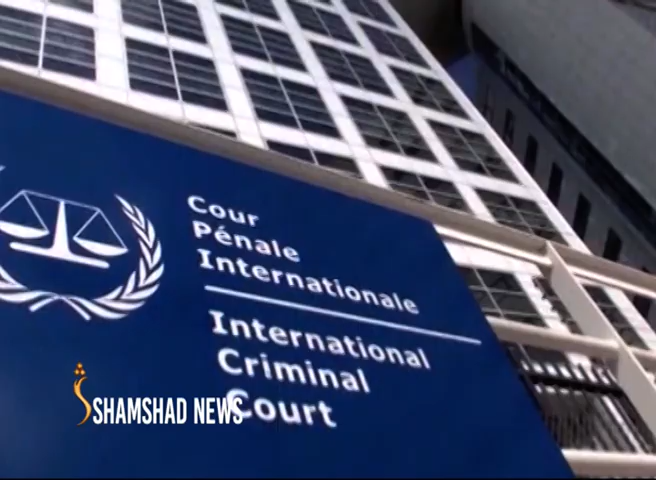 Cour
Pénale
Internationale
International
Criminal
Court
SHAMSHAD NEWS